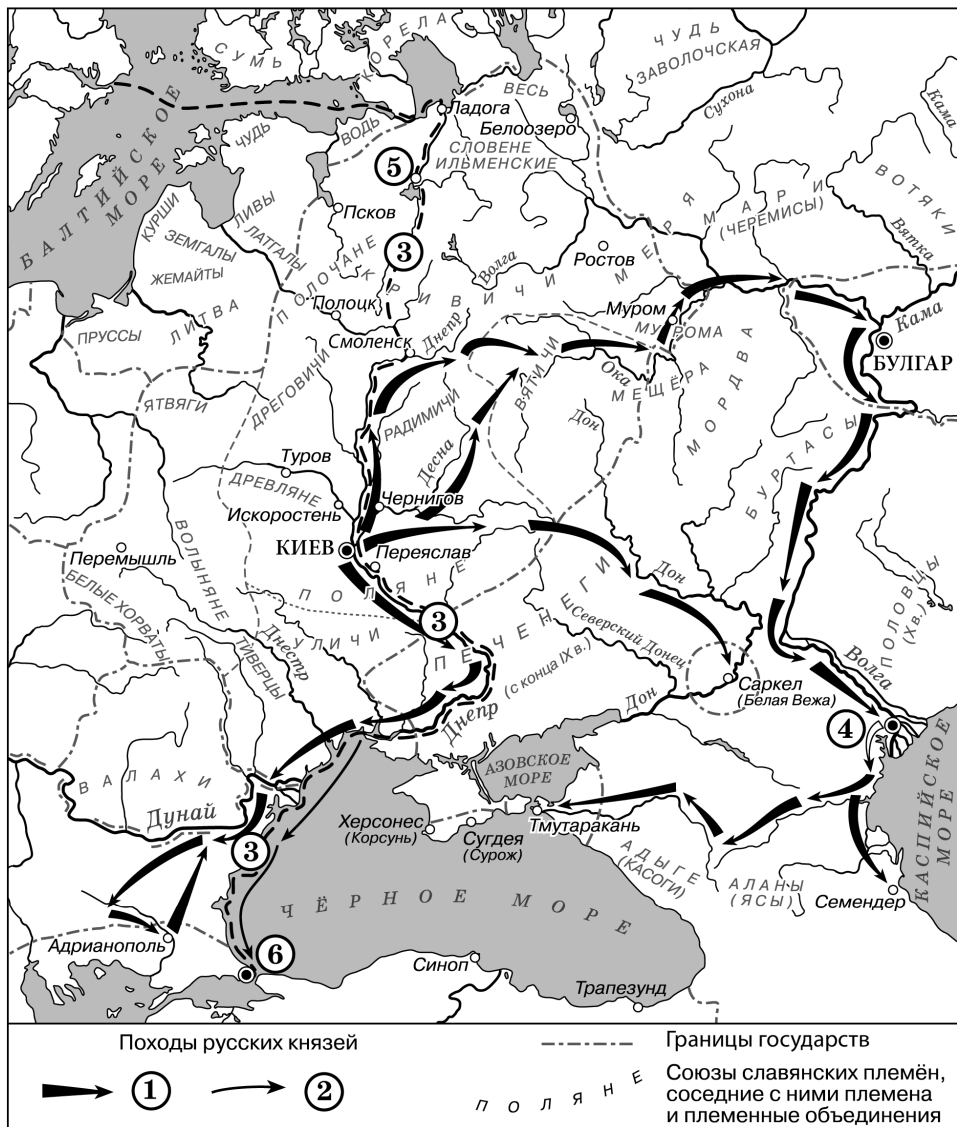 СУМЬ
КОРЕЛА
ЧУДЬ
ЗАВОЛОЧСКАЯ
Сухона
Кама
ВЕСЬ
Ладога
Белоозеро
СЛОВЕНЕ
ИЛЬМЕНСКИЕ
ВОДЬ
ЧУДЬ
БАЛТИЙСКОЕ
МОРЕ
5
Псков
КУРШИ
ЛИВЫ
ЛАТГАЛЫ
ЗЕМГАЛЫ
ЖЕМАЙТЫ
3
Волга
Ростов
МЕРЯ
МАРИ
(ЧЕРЕМИСЫ)
ВОТЯКИ
Вятка
ПОЛОЧАНЕ
КРИВИЧИ
Полоцк
ПРУССЫ
ЛИТВА
Смоленск
Днепр
Муром
МУРОМА
Кама
БУЛГАР
ЯТВЯГИ
ДРЕГОВИЧИ
РАДИМИЧИ
ВЯТИЧИ
Ока
МЕЩЁРА
МОРДВА
Дон
БУРТАСЫ
Десна
Туров
ДРЕВЛЯНЕ
Искоростень
Чернигов
КИЕВ
Переяслав
Перемышль
ВОЛЫНЯНЕ
БЕЛЫЕ ХОРВАТЫ
ПОЛЯНЕ
3
Дон
УЛИЧИ
ТИВЕРЦЫ
Днестр
ПЕЧЕНЕГИ
(с конца IX в.)
Северский Донец
ПОЛОВЦЫ
(X в.)
Волга
Саркел
(Белая Вежа)
4
Днепр
Дон
АЗОВСКОЕ
МОРЕ
ВАЛАХИ
Дунай
3
Херсонес
(Корсунь)
Сугдея
(Сурож)
Тмутаракань
АДЫГЕ
(КАСОГИ)
АЛАНЫ
(ЯСЫ)
Семендер
КАСПИЙСКОЕ
МОРЕ
ЧЁРНОЕ МОРЕ
Адрианополь
6
Синоп
Трапезунд
Походы русских князей
1
2
Границы государств
ПОЛЯНЕ
Союзы славянских племён,
соседние с ними племена
и племенные объединения